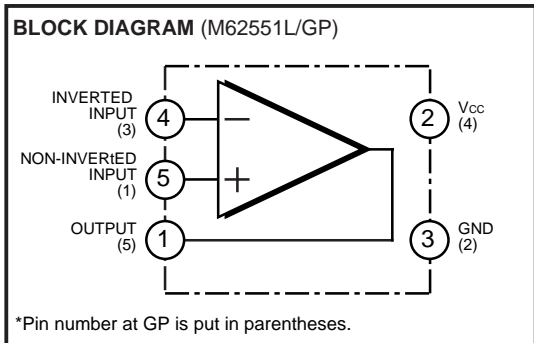 BLOCK DIAGRAM (M62551L/GP)
INVERTED
INPUT
(3)
4
−
2
Vcc
(4)
NON-INVERtED
INPUT
(1)
5
+
OUTPUT
(5)
1
3
GND
(2)
*Pin number at GP is put in parentheses.